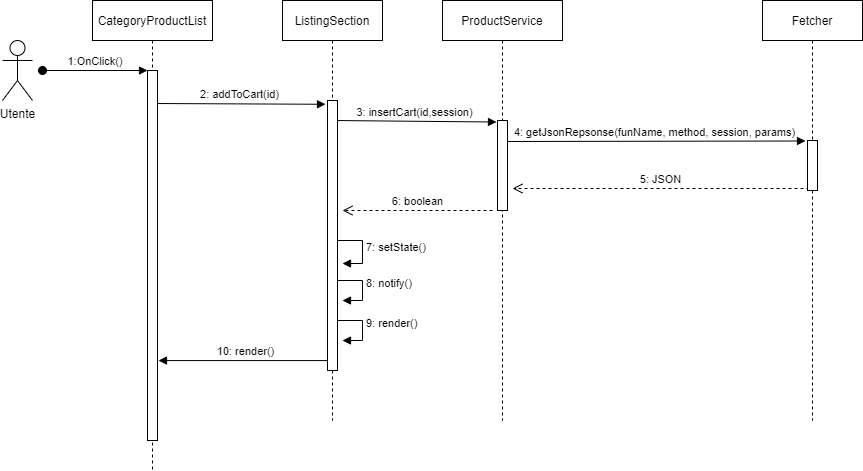 CategoryProductList
ListingSection
ProductService
Fetcher
1:OnClick()
Utente
2: addToCart(id)
3: insertCart(id,session)
4: getJsonRepsonse(funName, method, session, params)
5: JSON
6: boolean
7: setState()
8: notify()
9: render()
10: render()